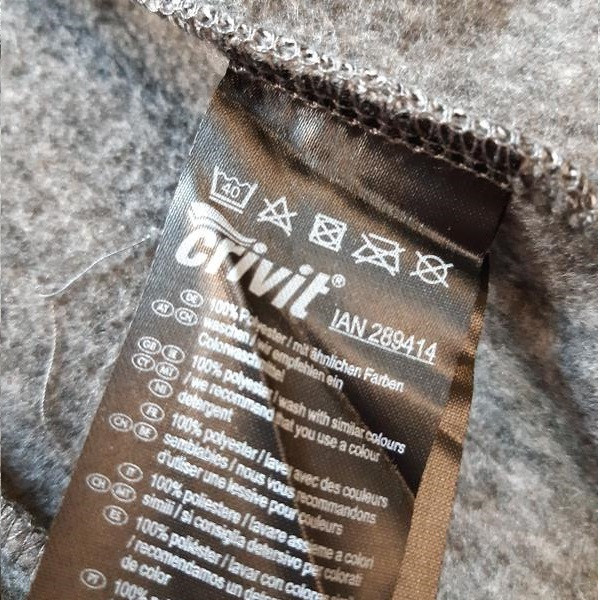 40
crivit®
IAN 289414
DE AT CH 100% Polyester / mit ähnlichen Farben
waschen / wir empfehlen ein
Colorwaschmittel
GB IE CY MT NI 100% polyester / wash with similar colours
/ we recommend that you use a colour
detergent
FR CH BE 100% polyester / laver avec des couleurs
semblables / nous vous recommandons
d'utiliser une lessive pour couleurs
IT CH MT 100% poliestere / lavare assieme a colori
simili / si consiglia detersivo per colorati
ES 100% poliéster / lavar con colores
/ recomendamos un detergente
de color
PT 100%